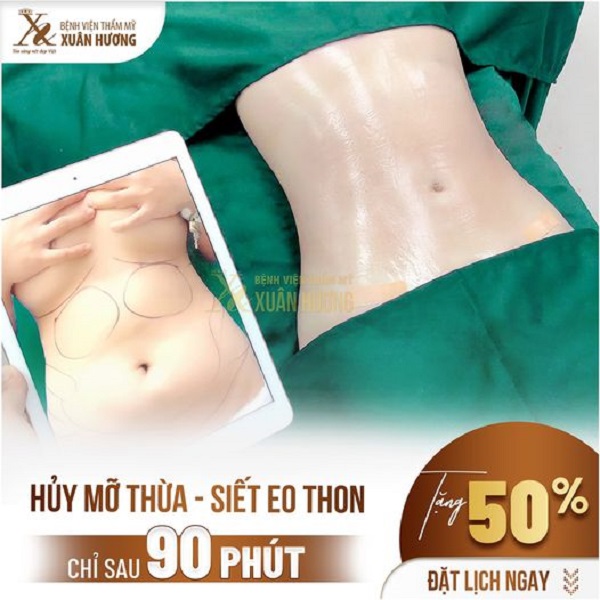 BỆNH VIỆN THẨM MỸ
XUÂN HƯƠNG
BỆNH VIỆN THẨM MỸ
XUÂN HƯƠNG
HỦY MỠ THỪA - SIẾT EO THON
CHỈ SAU 90 PHÚT
Tặng 50%
ĐẶT LỊCH NGAY